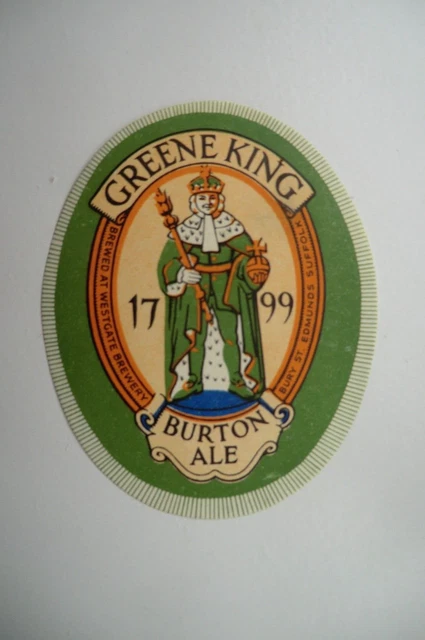 GREENE KING
BREWED AT WESTGATE BREWERY
BURY ST. EDMUNDS SUFFOLK
17 99
BURTON
ALE